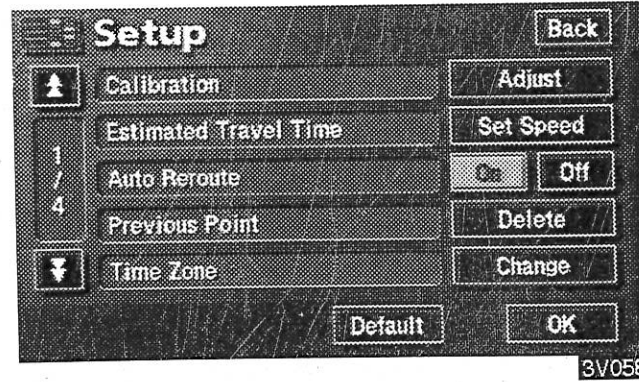 Setup Back
Calibration Adjust
Estimated Travel Time Set Speed
1
/
4
Auto Reroute On Off
Previous Point Delete
Time Zone Change
Default OK
3V058